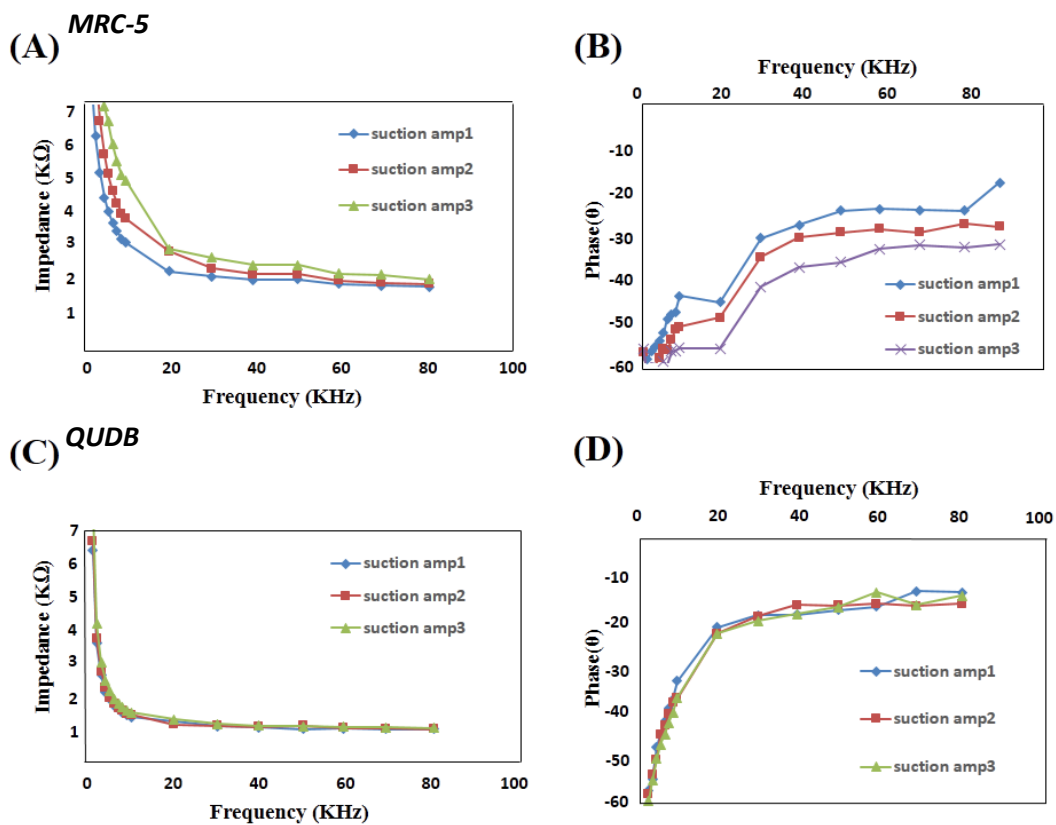 (A) MRC-5
7
6
5
4
3
2
1
Impedance (KΩ)
suction amp1
suction amp2
suction amp3
0 20 40 60 80 100
Frequency (KHz)
(B)
Frequency (KHz)
0 20 40 60 80
-10
-20
-30
-40
-50
-60
Phase(θ)
suction amp1
suction amp2
suction amp3
(C) QUDB
7
6
5
4
3
2
1
Impedance (KΩ)
suction amp1
suction amp2
suction amp3
0 20 40 60 80 100
Frequency (KHz)
(D)
Frequency (KHz)
0 20 40 60 80 100
-10
-20
-30
-40
-50
-60
Phase(θ)
suction amp1
suction amp2
suction amp3